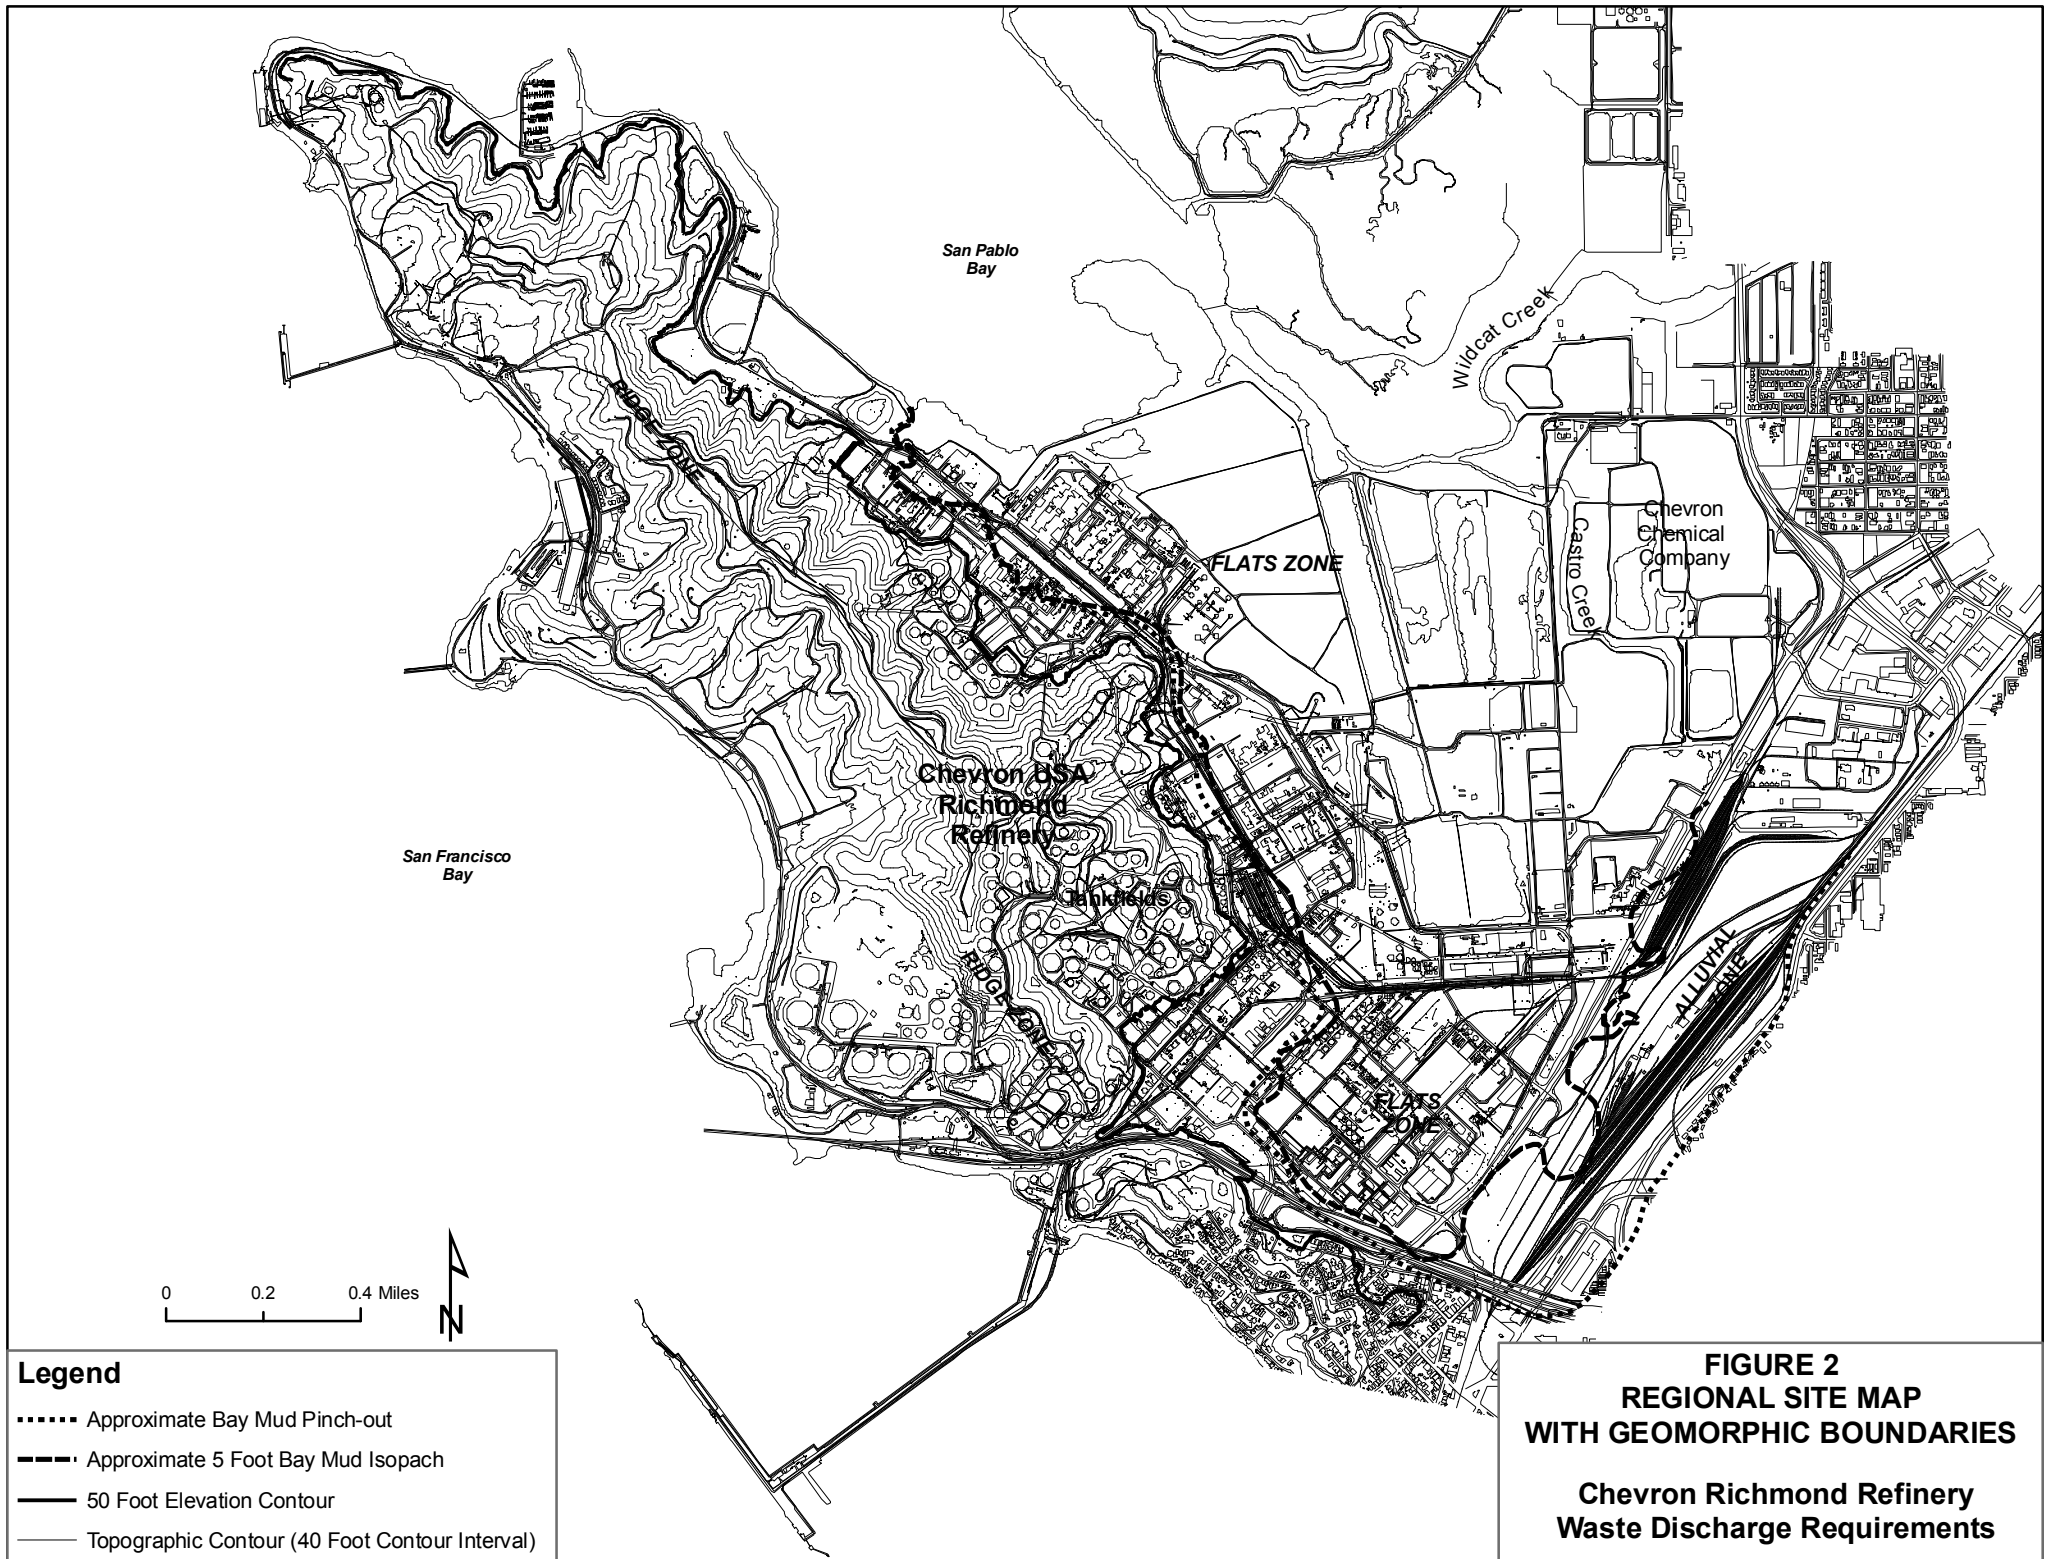 San Pablo
Bay
Wildcat Creek
RIDGE ZONE
Chevron
Chemical
Company
Castro Creek
FLATS ZONE
Chevron USA
Richmond
Refinery
San Francisco
Bay
Tankfields
RIDGE ZONE
ALLUVIAL
ZONE
FLATS
ZONE
0 0.2 0.4 Miles
N
Legend
Approximate Bay Mud Pinch-out
Approximate 5 Foot Bay Mud Isopach
50 Foot Elevation Contour
Topographic Contour (40 Foot Contour Interval)
FIGURE 2
REGIONAL SITE MAP
WITH GEOMORPHIC BOUNDARIES
Chevron Richmond Refinery
Waste Discharge Requirements